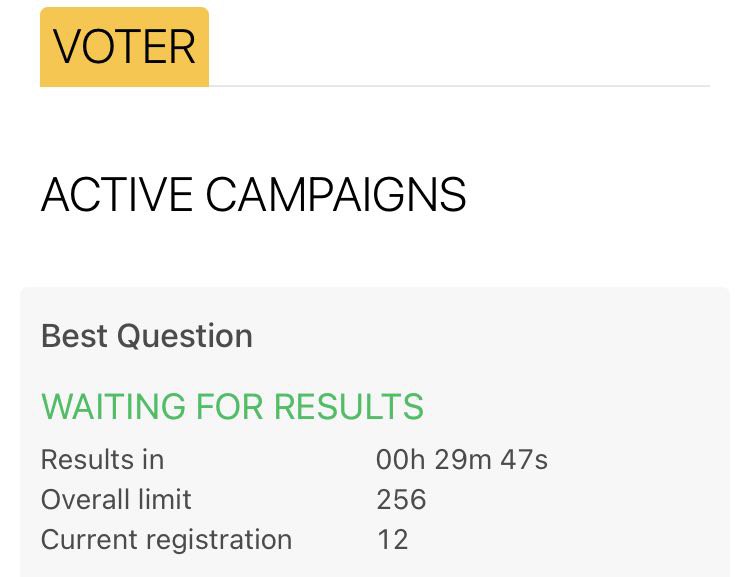 VOTER
ACTIVE CAMPAIGNS
Best Question
WAITING FOR RESULTS
Results in 00h 29m 47s
Overall limit 256
Current registration 12